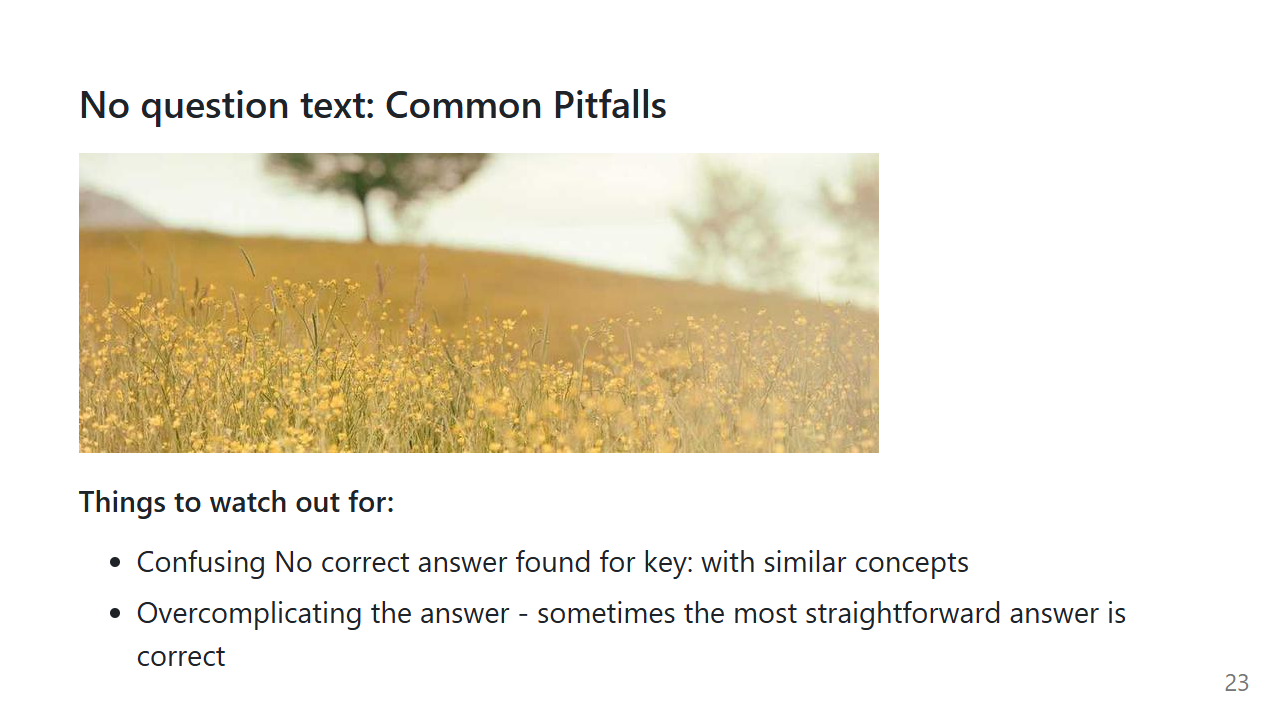 No question text: Common Pitfalls
Things to watch out for:
• Confusing No correct answer found for key: with similar concepts
• Overcomplicating the answer - sometimes the most straightforward answer is
correct
23